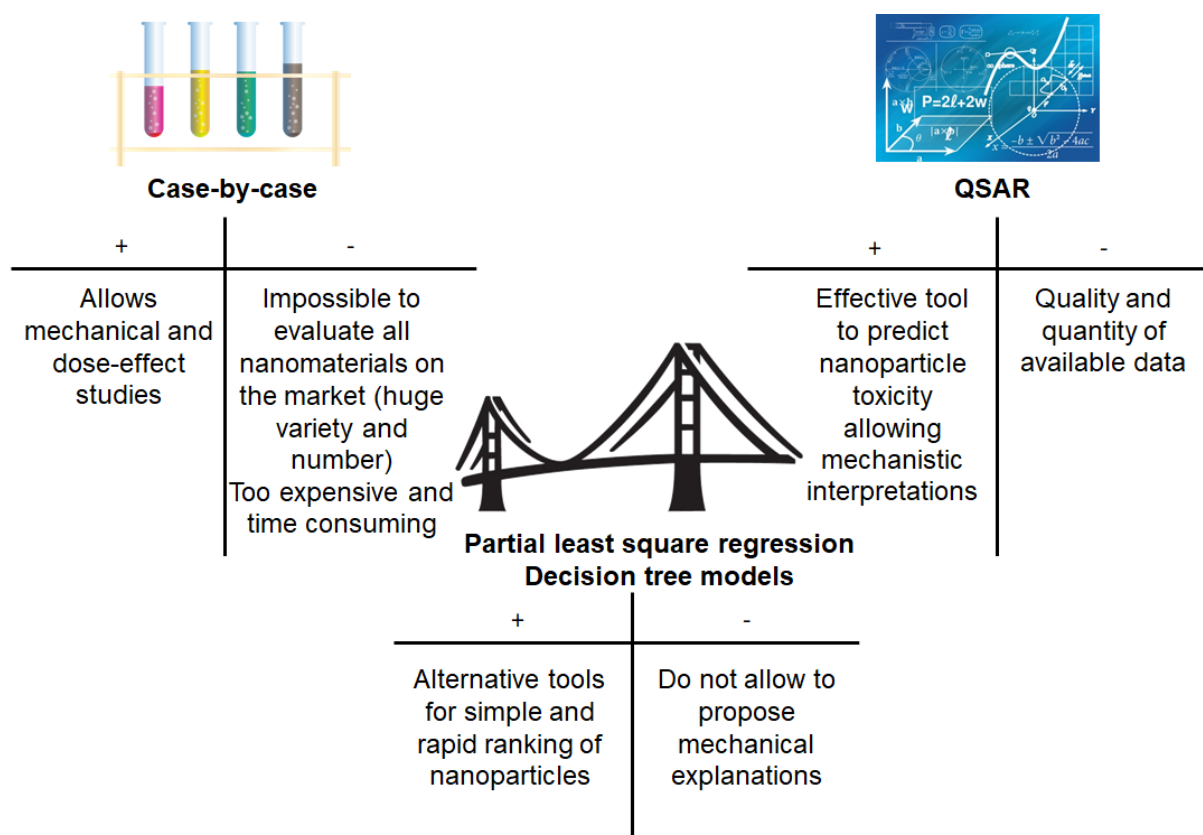 a×b
W
P=2ℓ+2w
b
|a×b|
ℓ
θ
a
r
x = -b ± √b² - 4ac
2a
Case-by-case
+
-
Allows
mechanical and
dose-effect
studies
Impossible to
evaluate all
nanomaterials on
the market (huge
variety and
number)
Too expensive and
time consuming
QSAR
+
-
Effective tool
to predict
nanoparticle
toxicity
allowing
mechanistic
interpretations
Quality and
quantity of
available data
Partial least square regression
Decision tree models
+
-
Alternative tools
for simple and
rapid ranking of
nanoparticles
Do not allow to
propose
mechanical
explanations